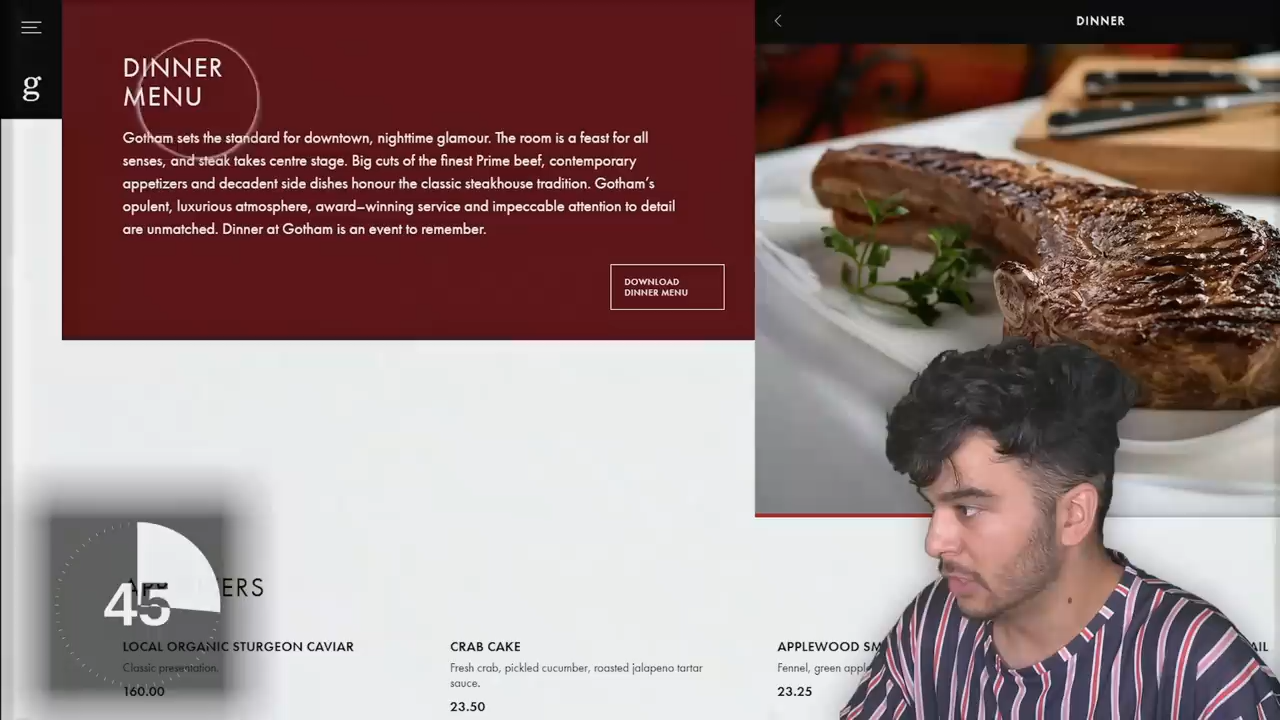 g
DINNER
MENU
Gotham sets the standard for downtown, nighttime glamour. The room is a feast for all
senses, and steak takes centre stage. Big cuts of the finest Prime beef, contemporary
appetizers and decadent side dishes honour the classic steakhouse tradition. Gotham's
opulent, luxurious atmosphere, award–winning service and impeccable attention to detail
are unmatched. Dinner at Gotham is an event to remember.
DOWNLOAD
DINNER MENU
DINNER
45
LOCAL ORGANIC STURGEON CAVIAR
Classic presentation.
160.00
CRAB CAKE
Fresh crab, pickled cucumber, roasted jalapeno tartar
sauce.
23.50
APPLEWOOD
Fennel, green
23.25